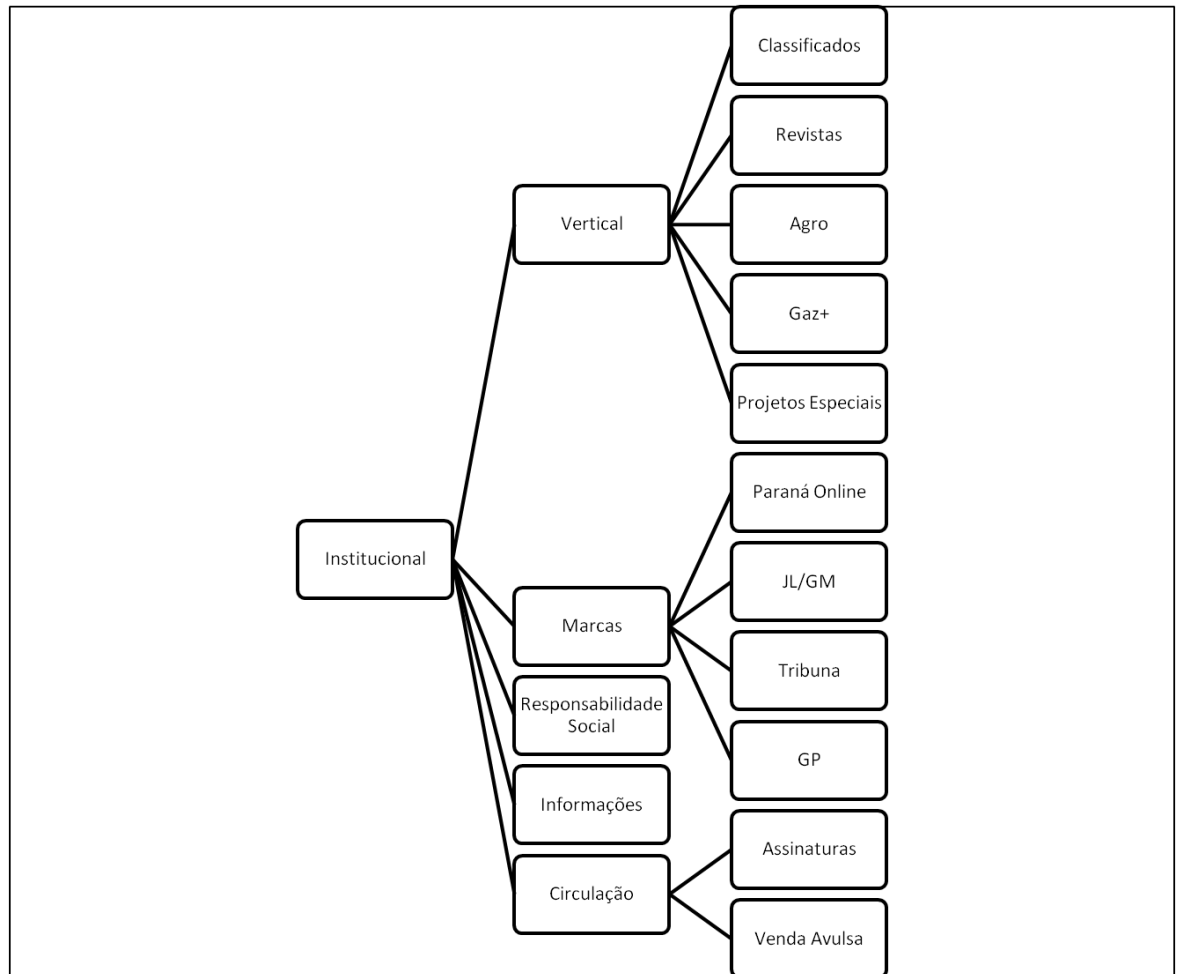 Institucional
Vertical
Classificados
Revistas
Agro
Gaz+
Projetos Especiais
Marcas
Paraná Online
JL/GM
Tribuna
GP
Responsabilidade
Social
Informações
Circulação
Assinaturas
Venda Avulsa